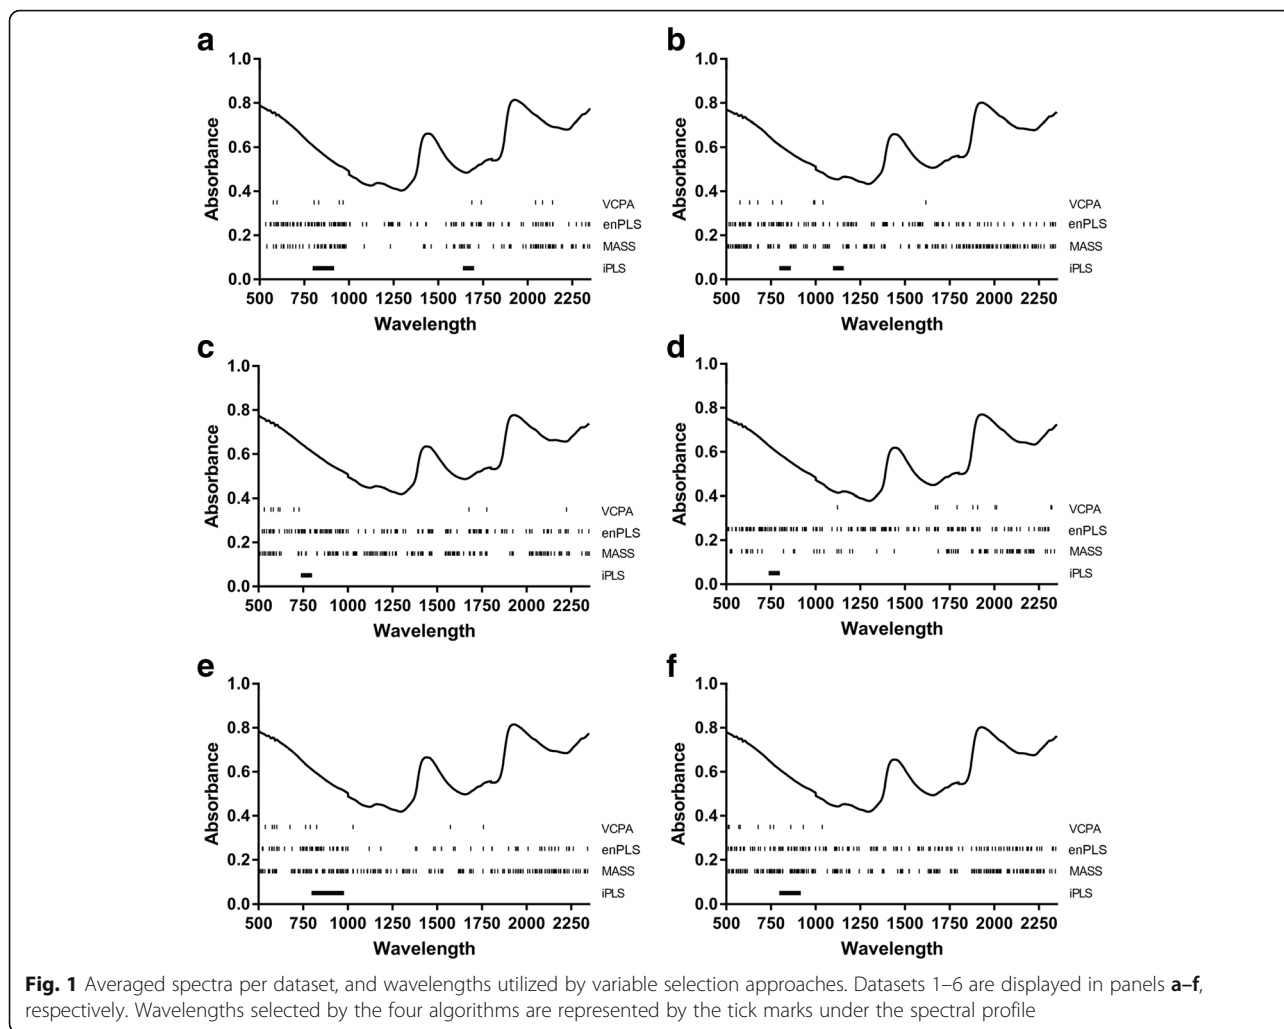 a
1.0
0.8
0.6
0.4
0.2
0.0
Absorbance
VCPA
enPLS
MASS
iPLS
500 750 1000 1250 1500 1750 2000 2250
Wavelength
b
1.0
0.8
0.6
0.4
0.2
0.0
Absorbance
VCPA
enPLS
MASS
iPLS
500 750 1000 1250 1500 1750 2000 2250
Wavelength
c
1.0
0.8
0.6
0.4
0.2
0.0
Absorbance
VCPA
enPLS
MASS
iPLS
500 750 1000 1250 1500 1750 2000 2250
Wavelength
d
1.0
0.8
0.6
0.4
0.2
0.0
Absorbance
VCPA
enPLS
MASS
iPLS
500 750 1000 1250 1500 1750 2000 2250
Wavelength
e
1.0
0.8
0.6
0.4
0.2
0.0
Absorbance
VCPA
enPLS
MASS
iPLS
500 750 1000 1250 1500 1750 2000 2250
Wavelength
f
1.0
0.8
0.6
0.4
0.2
0.0
Absorbance
VCPA
enPLS
MASS
iPLS
500 750 1000 1250 1500 1750 2000 2250
Wavelength
Fig. 1 Averaged spectra per dataset, and wavelengths utilized by variable selection approaches. Datasets 1–6 are displayed in panels a–f,
respectively. Wavelengths selected by the four algorithms are represented by the tick marks under the spectral profile